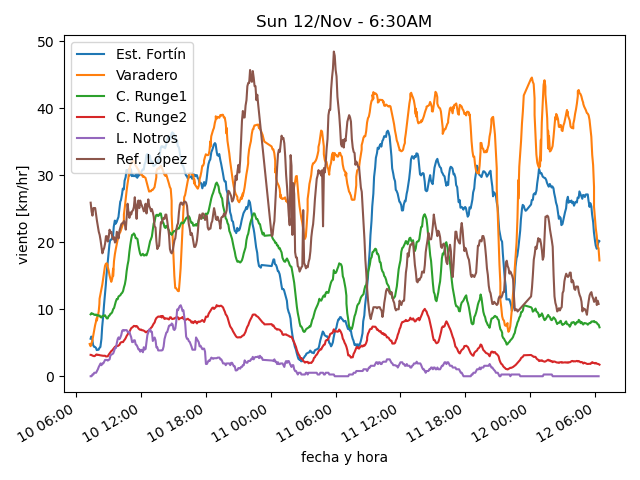 Sun 12/Nov - 6:30AM
Est. Fortín
Varadero
C. Runge1
C. Runge2
L. Notros
Ref. López
viento [km/hr]
50
40
30
20
10
0
10 06:00
10 12:00
10 18:00
11 00:00
11 06:00
11 12:00
11 18:00
12 00:00
12 06:00
fecha y hora